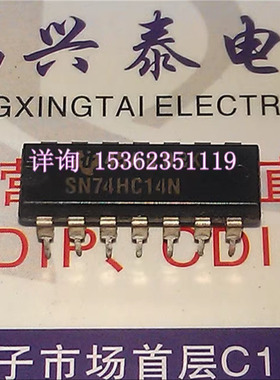 兴泰电
GXINGTAI ELECTR
详询 15362351119
SN74HC14N
DIP、CDI
子市场首层C1